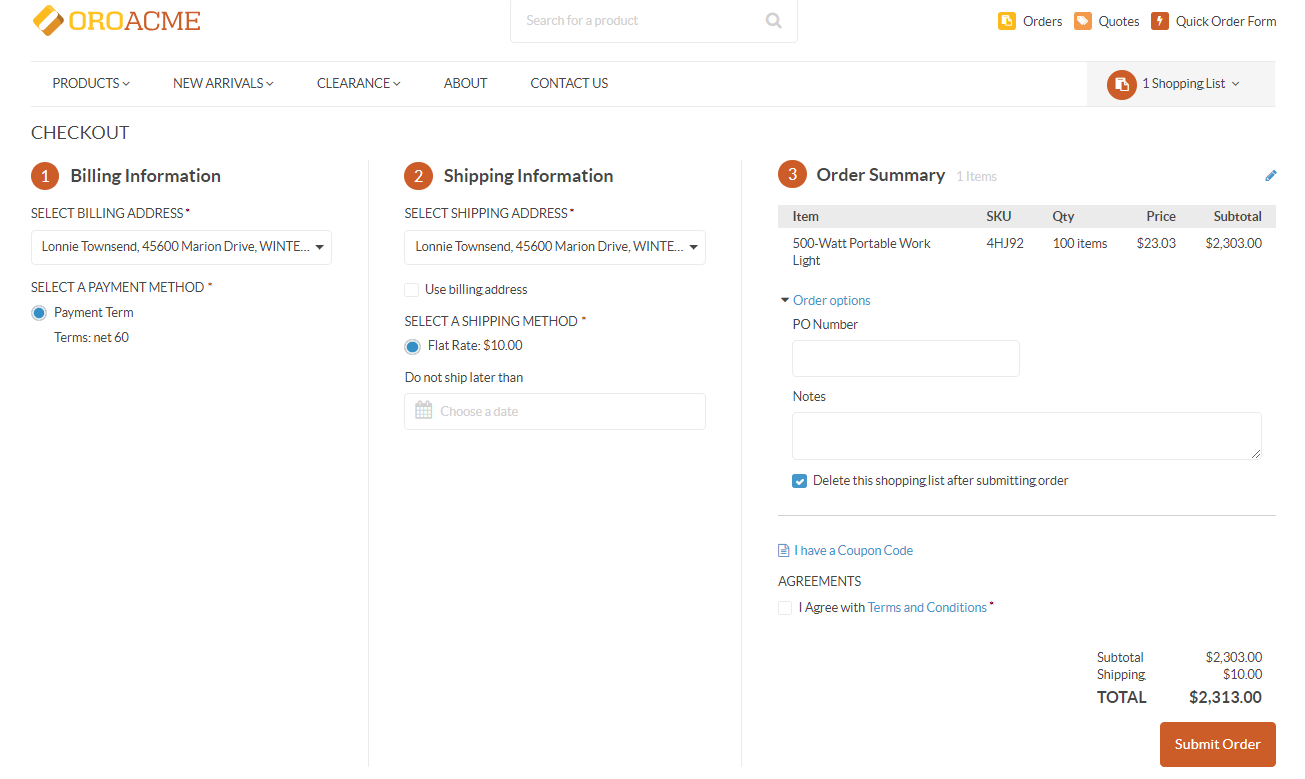 OROACME
Search for a product
Orders
Quotes
Quick Order Form
PRODUCTS
NEW ARRIVALS
CLEARANCE
ABOUT
CONTACT US
1 Shopping List
CHECKOUT
1 Billing Information
SELECT BILLING ADDRESS*
Lonnie Townsend, 45600 Marion Drive, WINTE...
SELECT A PAYMENT METHOD *
Payment Term
Terms: net 60
2 Shipping Information
SELECT SHIPPING ADDRESS*
Lonnie Townsend, 45600 Marion Drive, WINTE...
Use billing address
SELECT A SHIPPING METHOD *
Flat Rate: $10.00
Do not ship later than
Choose a date
3 Order Summary 1 Items
Item SKU Qty Price Subtotal
500-Watt Portable Work 4HJ92 100 items $23.03 $2,303.00
Light
Order options
PO Number
Notes
Delete this shopping list after submitting order
I have a Coupon Code
AGREEMENTS
I Agree with Terms and Conditions *
Subtotal $2,303.00
Shipping $10.00
TOTAL $2,313.00
Submit Order